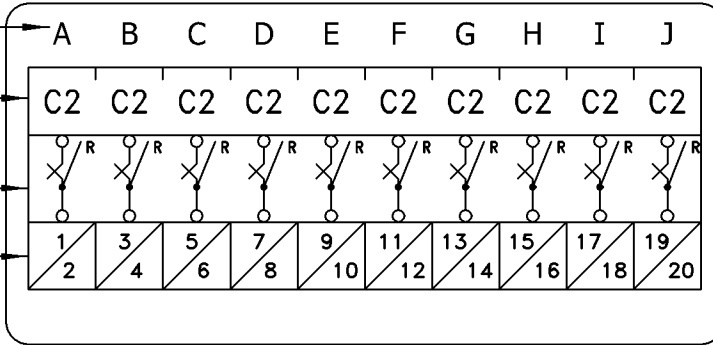 A B C D E F G H I J
C2 C2 C2 C2 C2 C2 C2 C2 C2 C2
R R R R R R R R R R
1 3 5 7 9 11 13 15 17 19
2 4 6 8 10 12 14 16 18 20